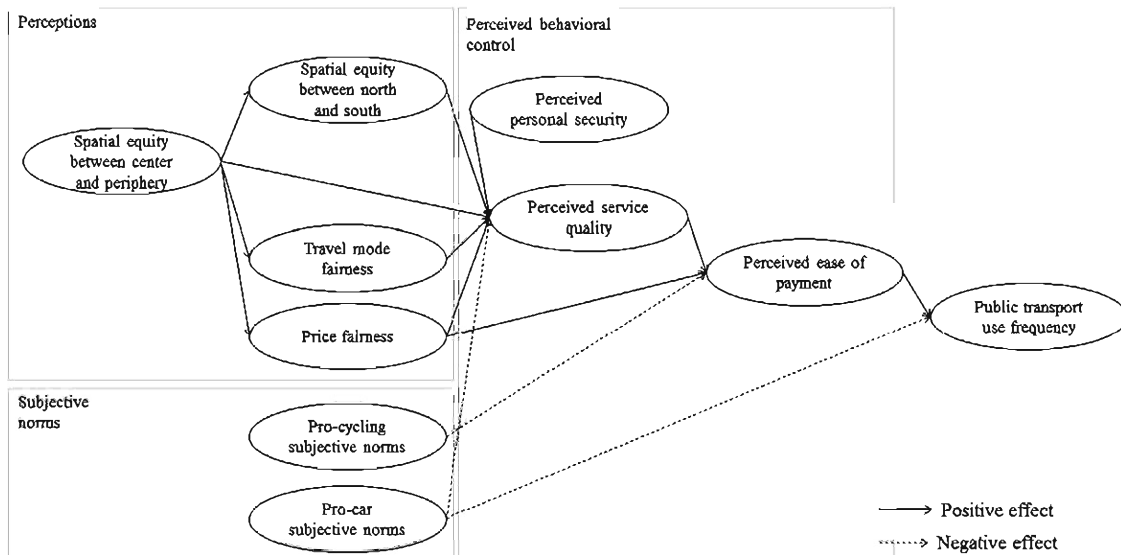 Perceptions
Perceived behavioral
control
Spatial equity
between north
and south
Perceived
personal security
Spatial equity
between center
and periphery
Perceived service
quality
Travel mode
fairness
Perceived ease of
payment
Price fairness
Public transport
use frequency
Subjective
norms
Pro-cycling
subjective norms
Pro-car
subjective norms
Positive effect
Negative effect